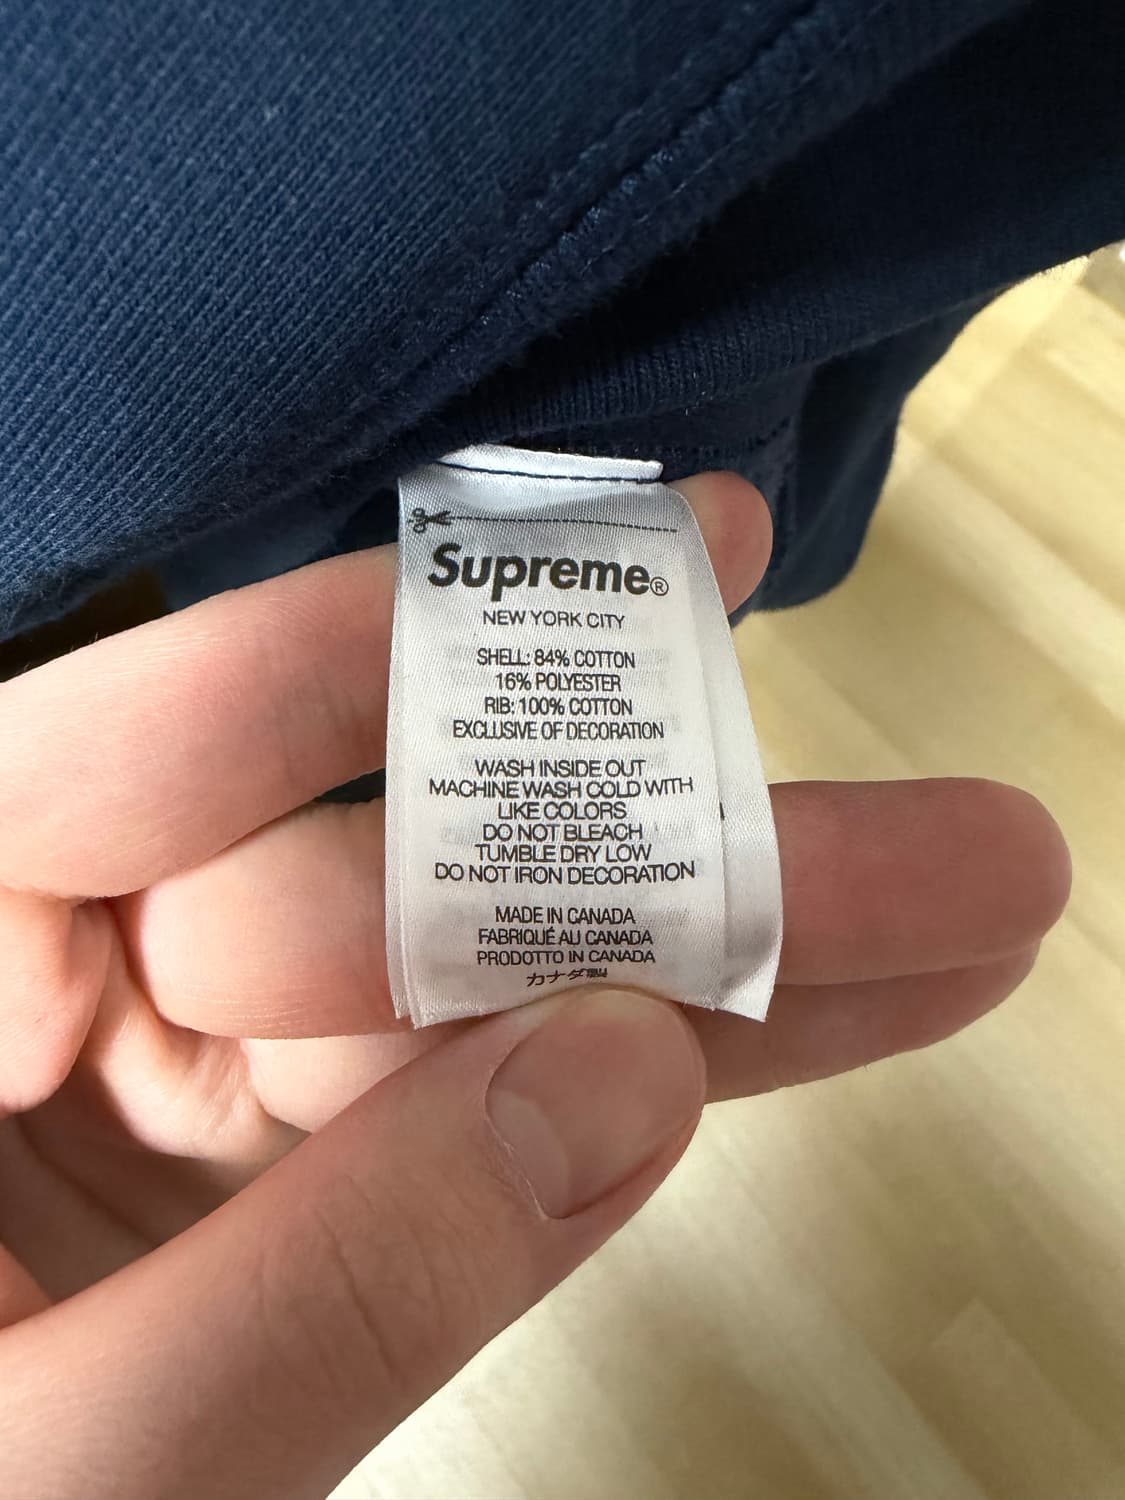 Supreme®
NEW YORK CITY
SHELL: 84% COTTON
16% POLYESTER
RIB: 100% COTTON
EXCLUSIVE OF DECORATION
WASH INSIDE OUT
MACHINE WASH COLD WITH
LIKE COLORS
DO NOT BLEACH
TUMBLE DRY LOW
DO NOT IRON DECORATION
MADE IN CANADA
FABRIQUÉ AU CANADA
PRODOTTO IN CANADA
カナダ製